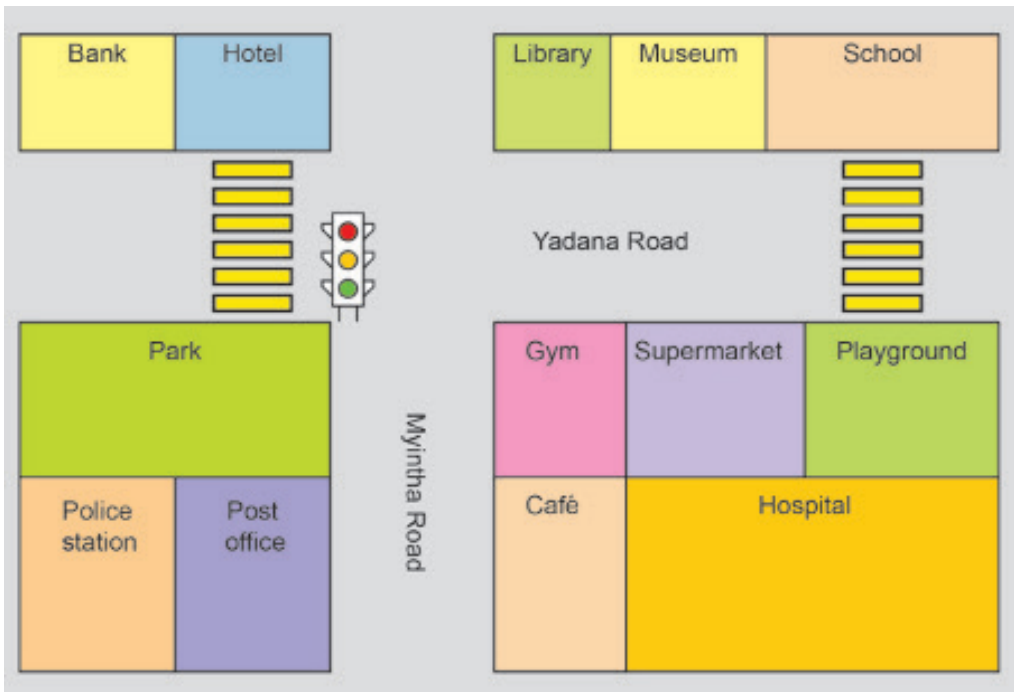 Bank
Hotel
Library
Museum
School
Yadana Road
Park
Gym
Supermarket
Playground
Myintha Road
Police
station
Post
office
Café
Hospital